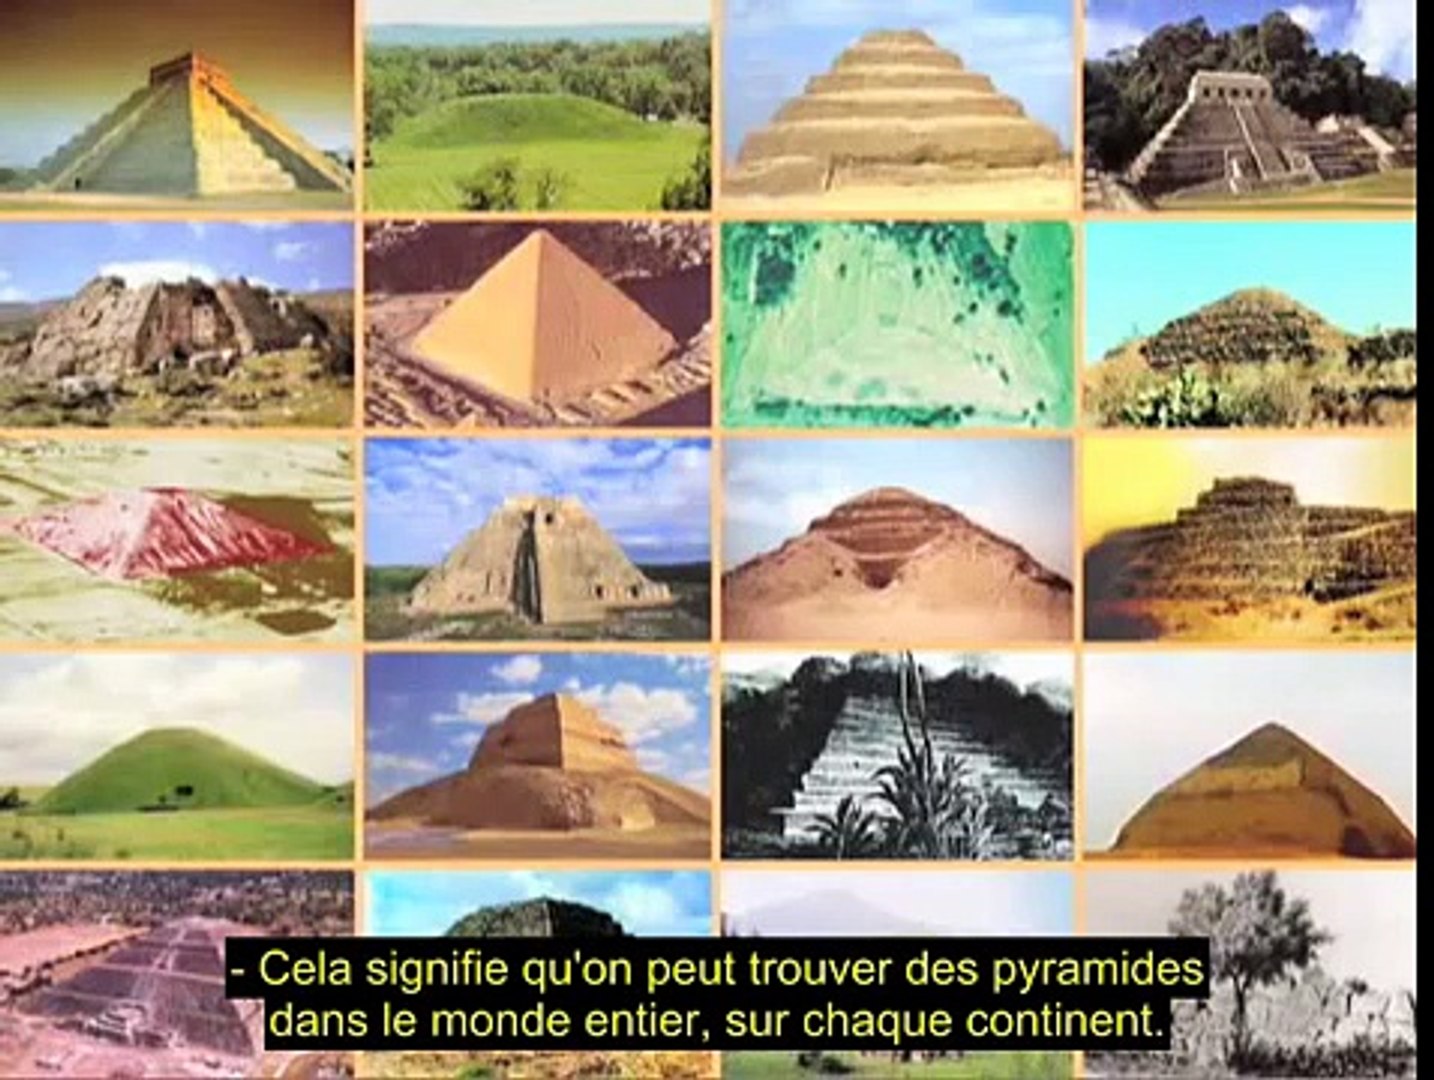 - Cela signifie qu'on peut trouver des pyramides
dans le monde entier, sur chaque continent.